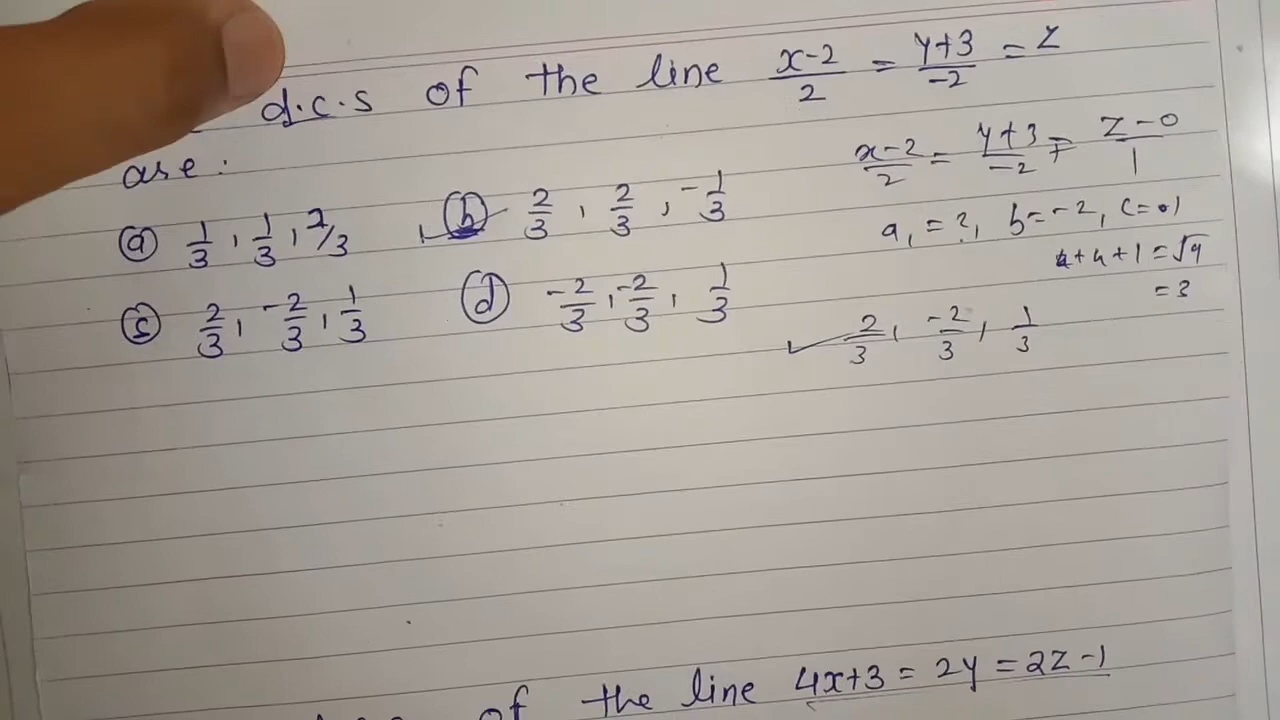 d.c.s of the line x-2/2 = y+3/-2 = z
are :
x-2/2 = y+3/-2 = z-0/1
(a) 1/3, 1/3, 2/3 (b) 2/3, 2/3, -1/3
a, = 2, b = -2, c = 1
4+4+1 = √9
= 3
(c) 2/3, -2/3, 1/3 (d) -2/3, -2/3, 1/3
2/3, -2/3, 1/3
of the line 4x+3 = 2y = 2z-1